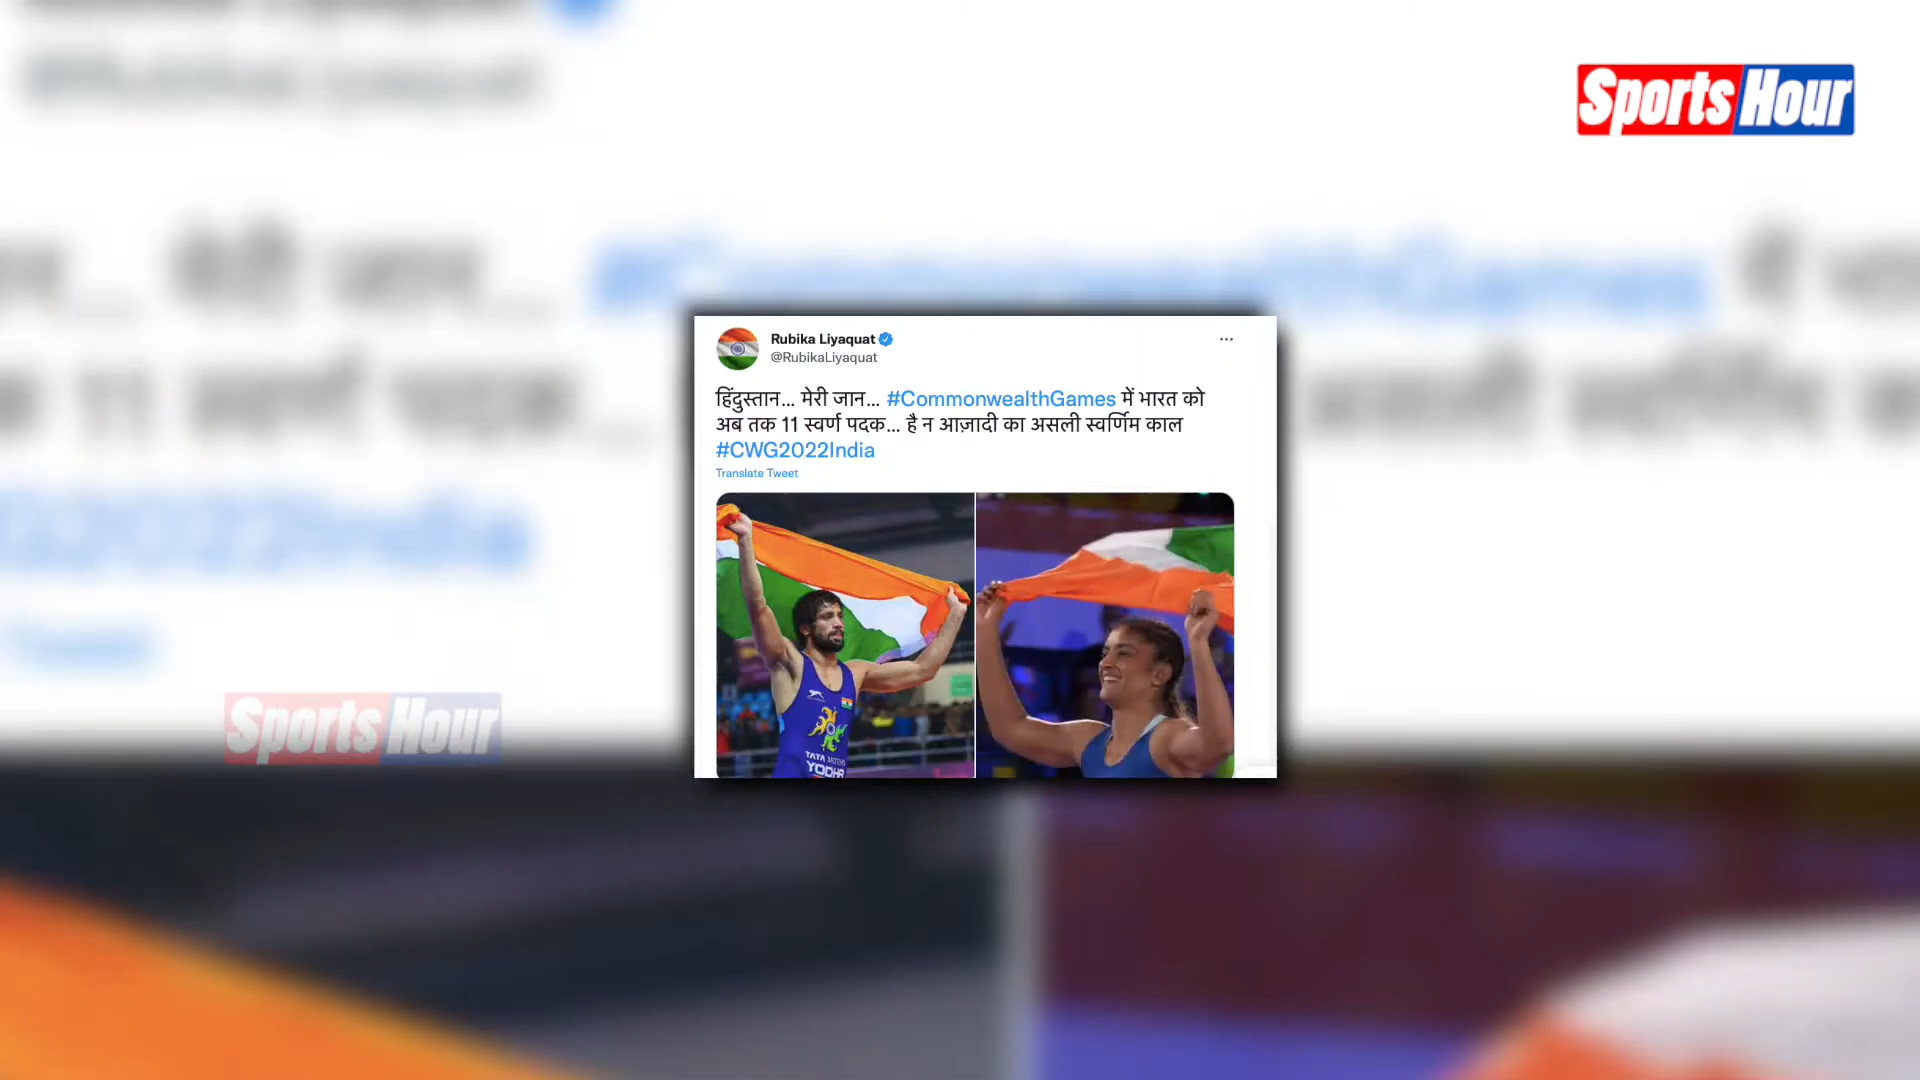 Sports Hour
Rubika Liyaquat
@RubikaLiyaquat
हिंदुस्तान... मेरी जान... #CommonwealthGames में भारत को
अब तक 11 स्वर्ण पदक... है न आज़ादी का असली स्वर्णिम काल
#CWG2022India
Translate Tweet
TATA MOTORS
YODHA
Sports Hour